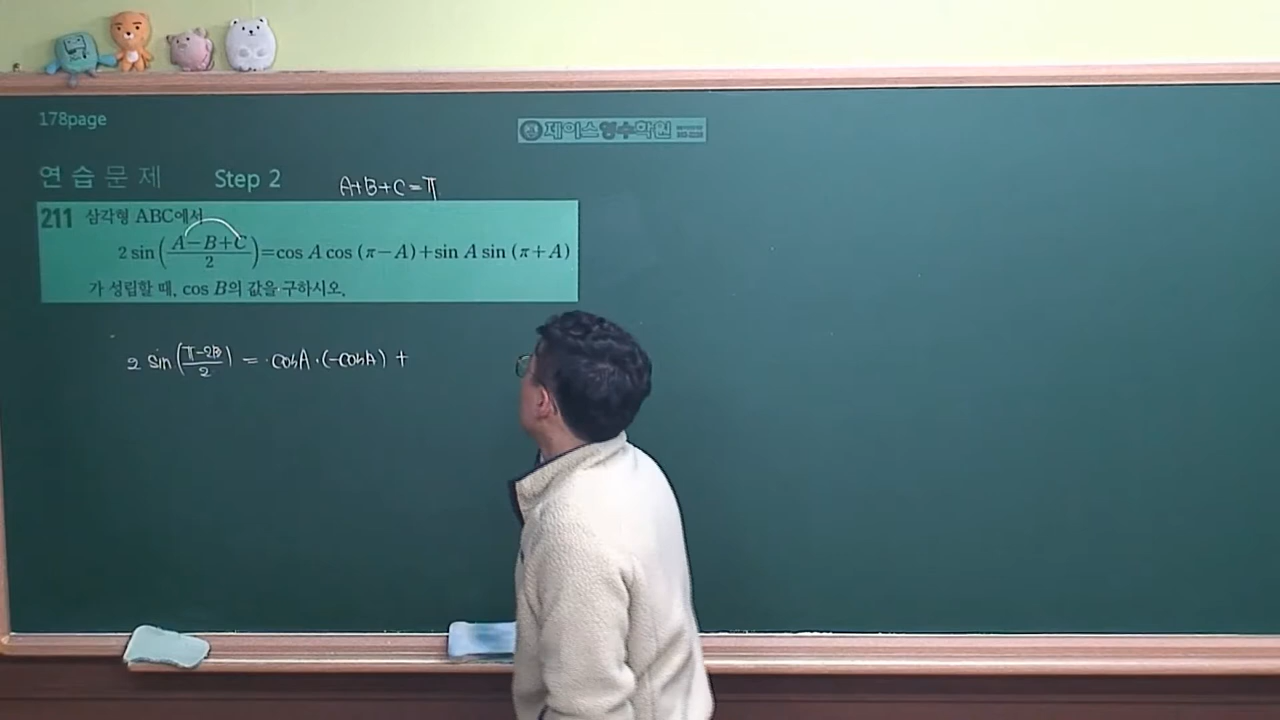 178page
제이스영수학원
연습문제 Step 2
A+B+C=π
211 삼각형 ABC에서
2 sin((A-B+C)/2)=cos A cos (π-A)+sin A sin (π+A)
가 성립할 때, cos B의 값을 구하시오.
2 sin((π-2B)/2) = cosA·(-cosA) +